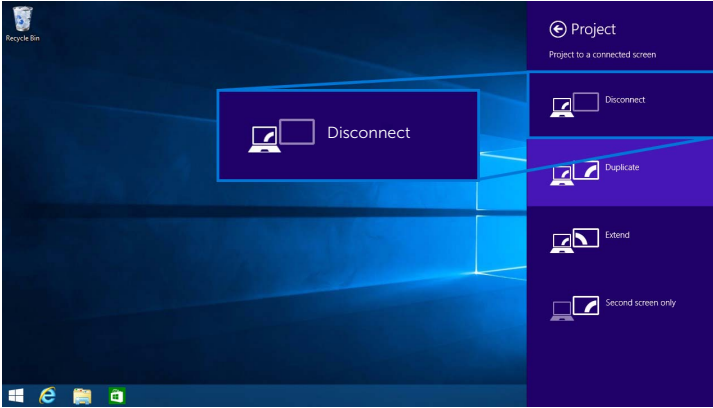 Recycle Bin
Project
Project to a connected screen
Disconnect
Disconnect
Duplicate
Extend
Second screen only